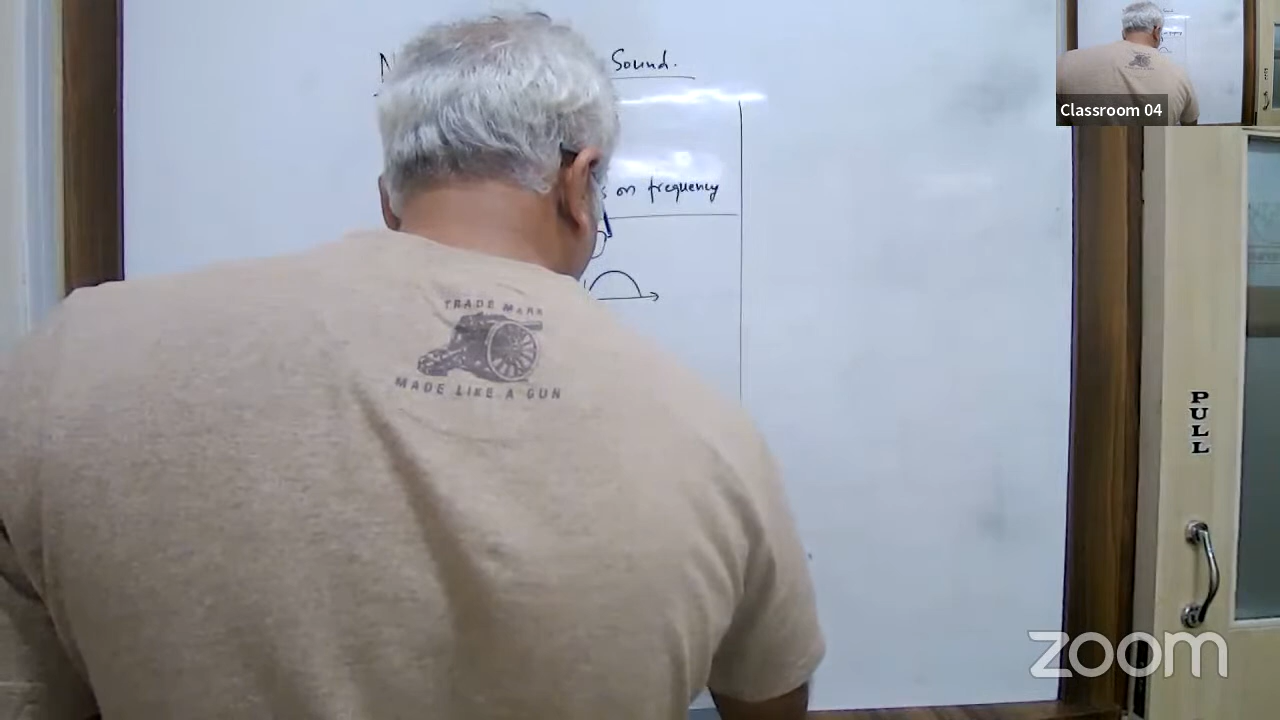 Sound.
on frequency
TRADE MARK
MADE LIKE A GUN
Classroom 04
PULL
zoom